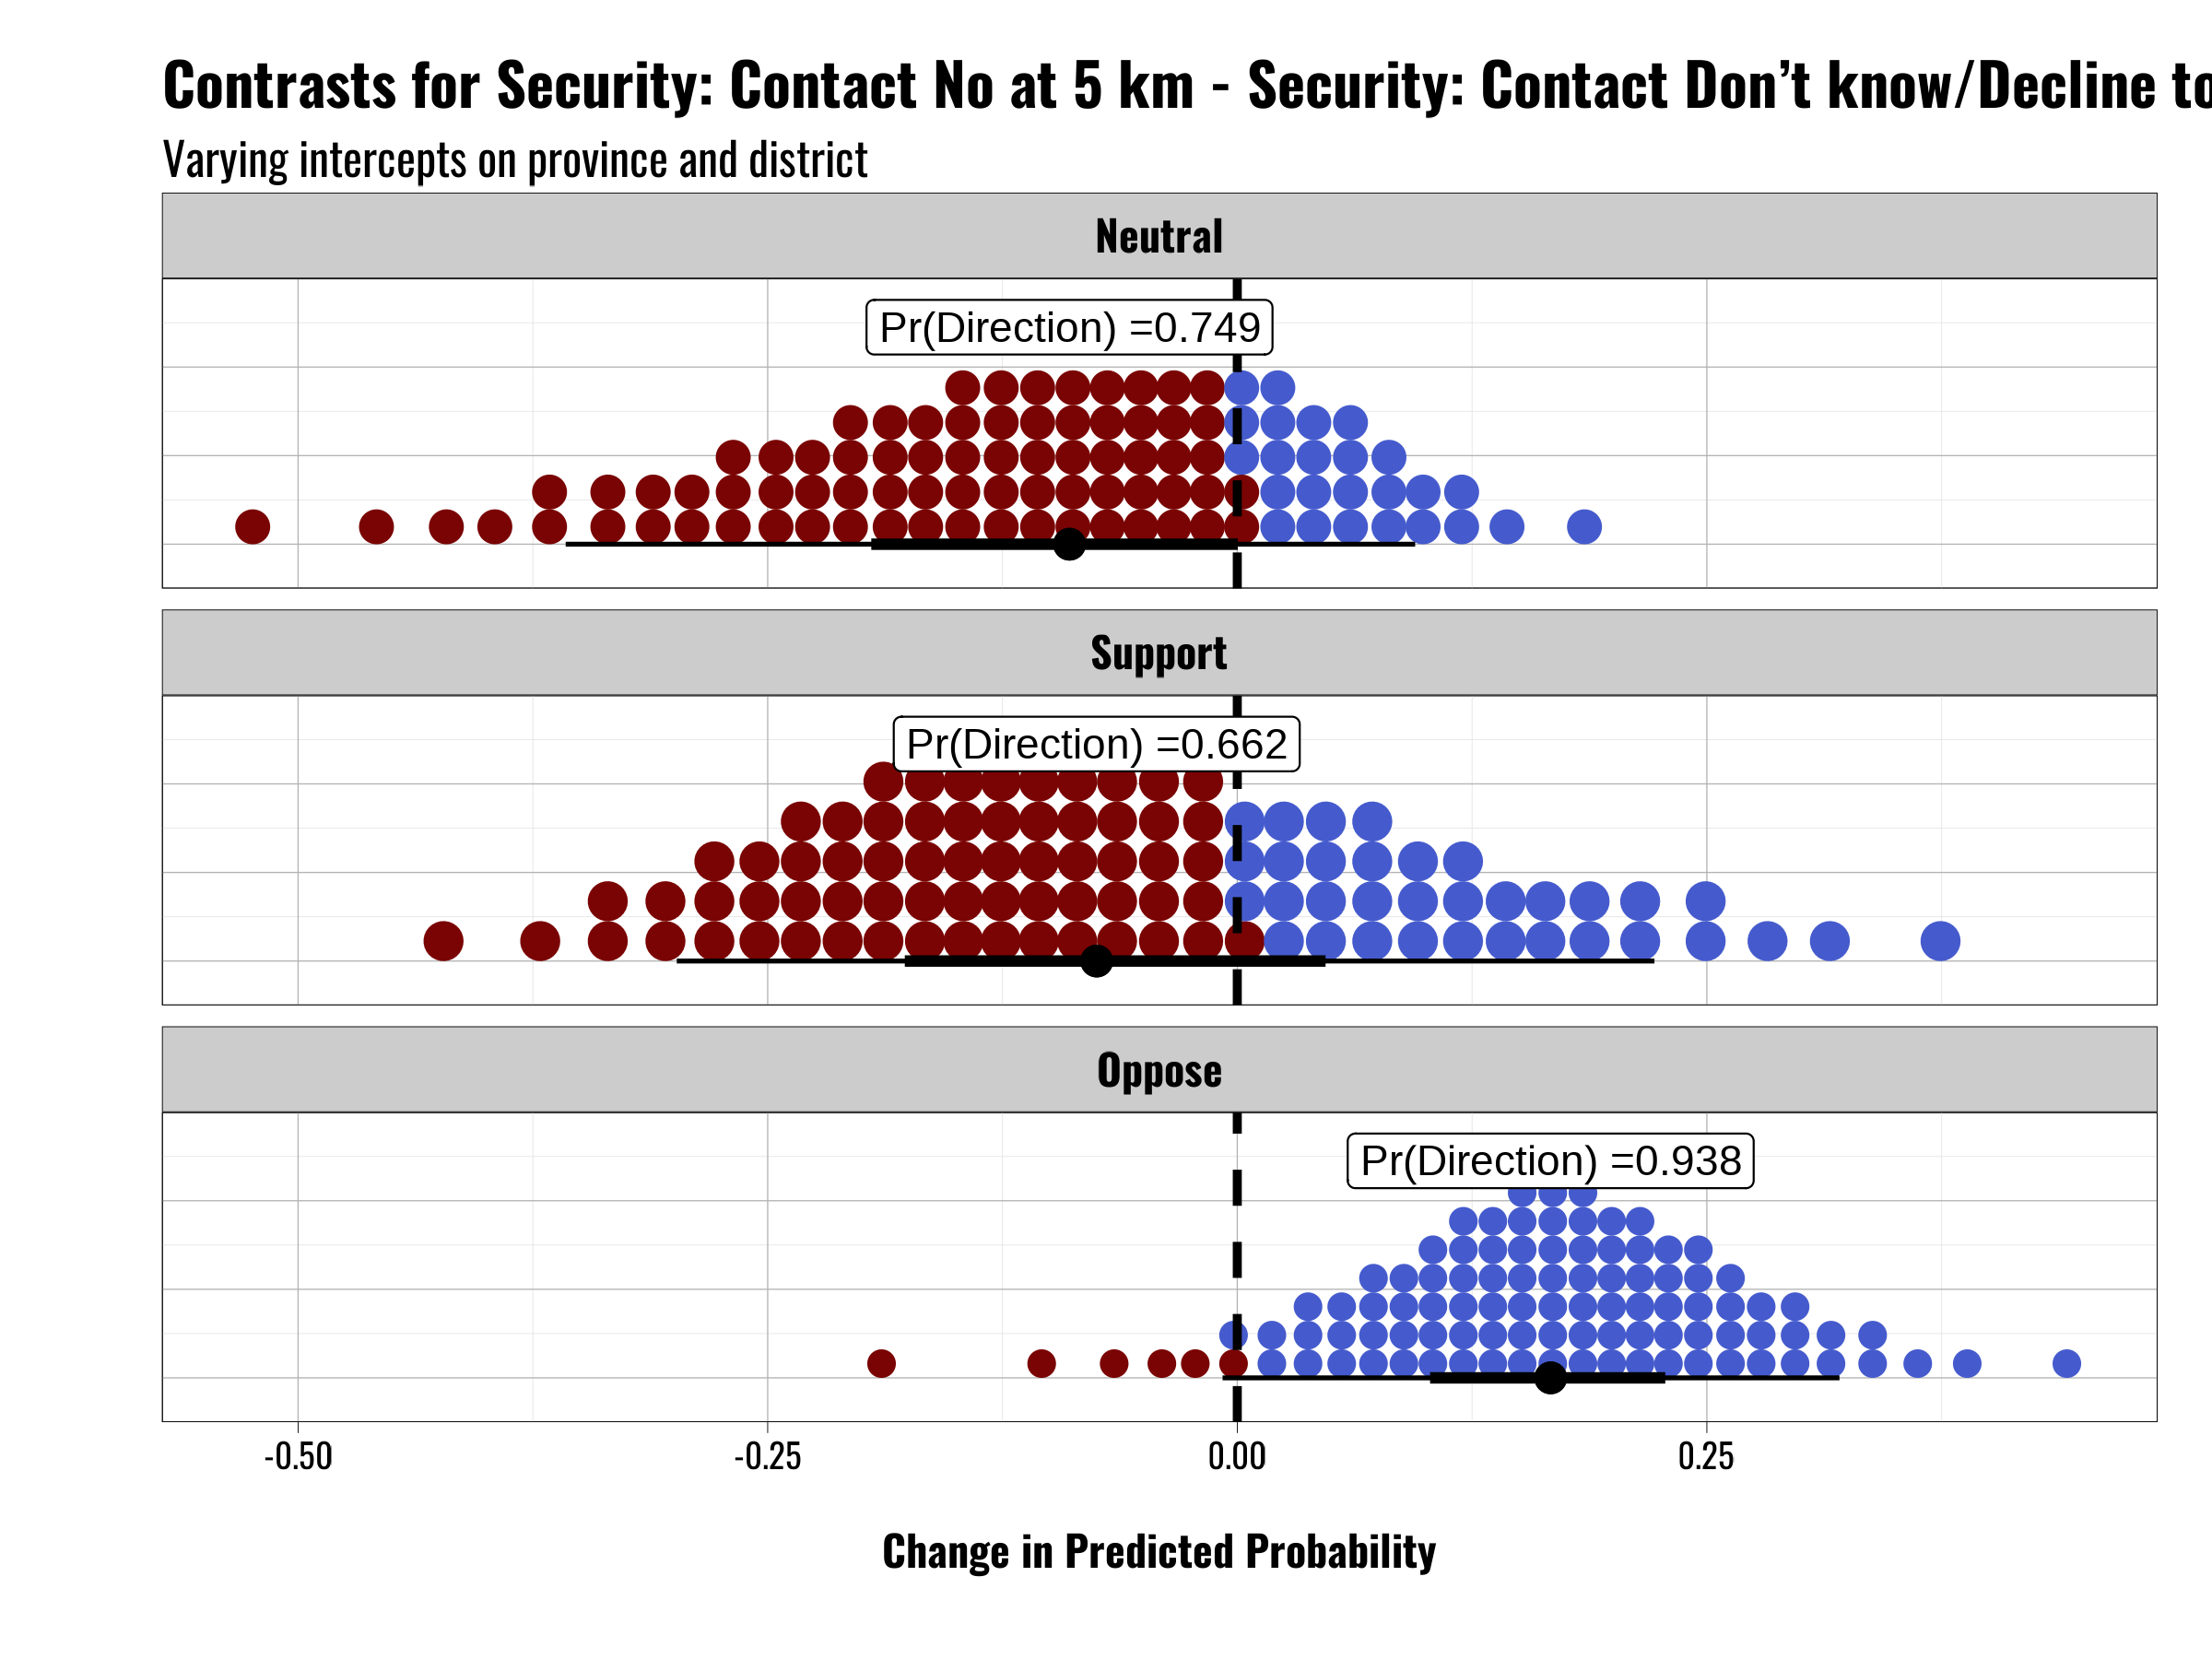 Contrasts for Security: Contact No at 5 km - Security: Contact Don’t know/Decline to
Varying intercepts on province and district
Neutral
Pr(Direction) =0.749
Support
Pr(Direction) =0.662
Oppose
Pr(Direction) =0.938
-0.50 -0.25 0.00 0.25
Change in Predicted Probability